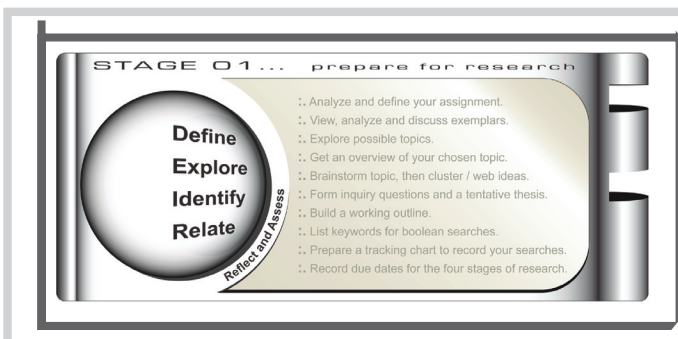 STAGE 01... prepare for research
Define
Explore
Identify
Relate
Reflect and Assess
:. Analyze and define your assignment.
:. View, analyze and discuss exemplars.
:. Explore possible topics.
:. Get an overview of your chosen topic.
:. Brainstorm topic, then cluster / web ideas.
:. Form inquiry questions and a tentative thesis.
:. Build a working outline.
:. List keywords for boolean searches.
:. Prepare a tracking chart to record your searches.
:. Record due dates for the four stages of research.